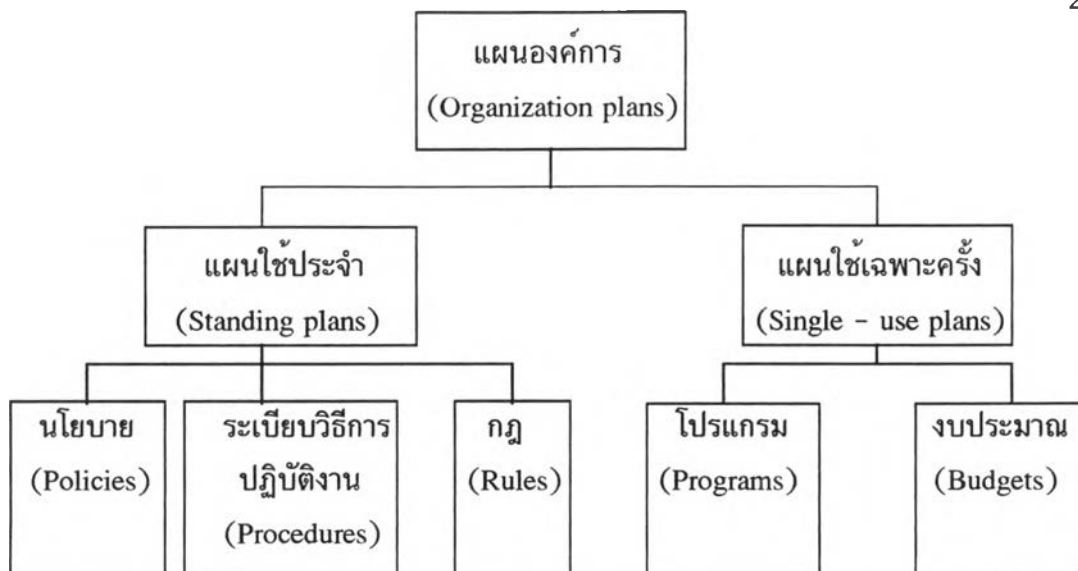 แผนองค์การ
(Organization plans)
แผนใช้ประจำ
(Standing plans)
แผนใช้เฉพาะครั้ง
(Single - use plans)
นโยบาย
(Policies)
ระเบียบวิธีการ
ปฏิบัติงาน
(Procedures)
กฎ
(Rules)
โปรแกรม
(Programs)
งบประมาณ
(Budgets)